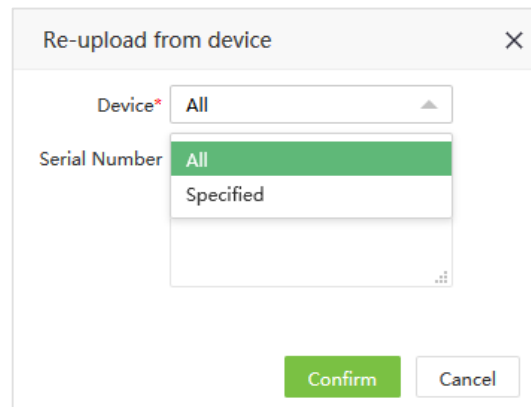 Re-upload from device
Device* All
Serial Number
All
Specified
Confirm Cancel